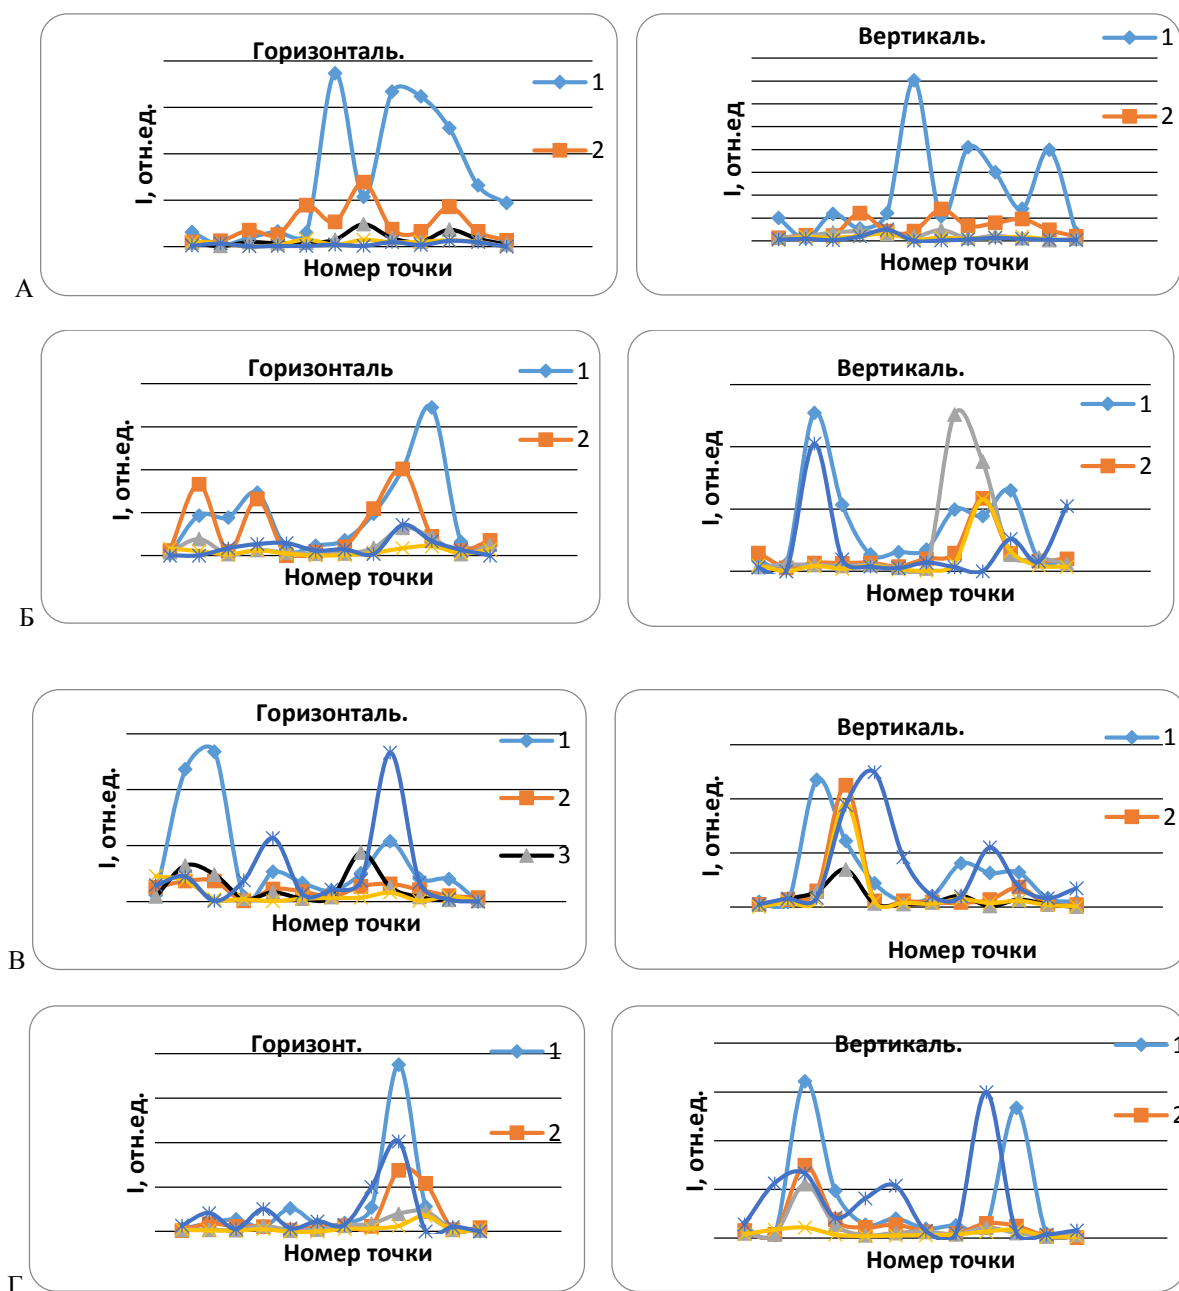 Горизонталь.
1
2
I, отн.ед.
Номер точки
Вертикаль.
1
2
I, отн.ед
Номер точки
А
Горизонталь
1
2
I, отн.ед.
Номер точки
Вертикаль.
1
2
I, отн.ед
Номер точки
Б
Горизонталь.
1
2
3
I, отн.ед.
Номер точки
Вертикаль.
1
2
I, отн.ед.
Номер точки
В
Горизонт.
1
2
I, отн.ед.
Номер точки
Вертикаль.
1
2
I, отн.ед.
Номер точки
Г